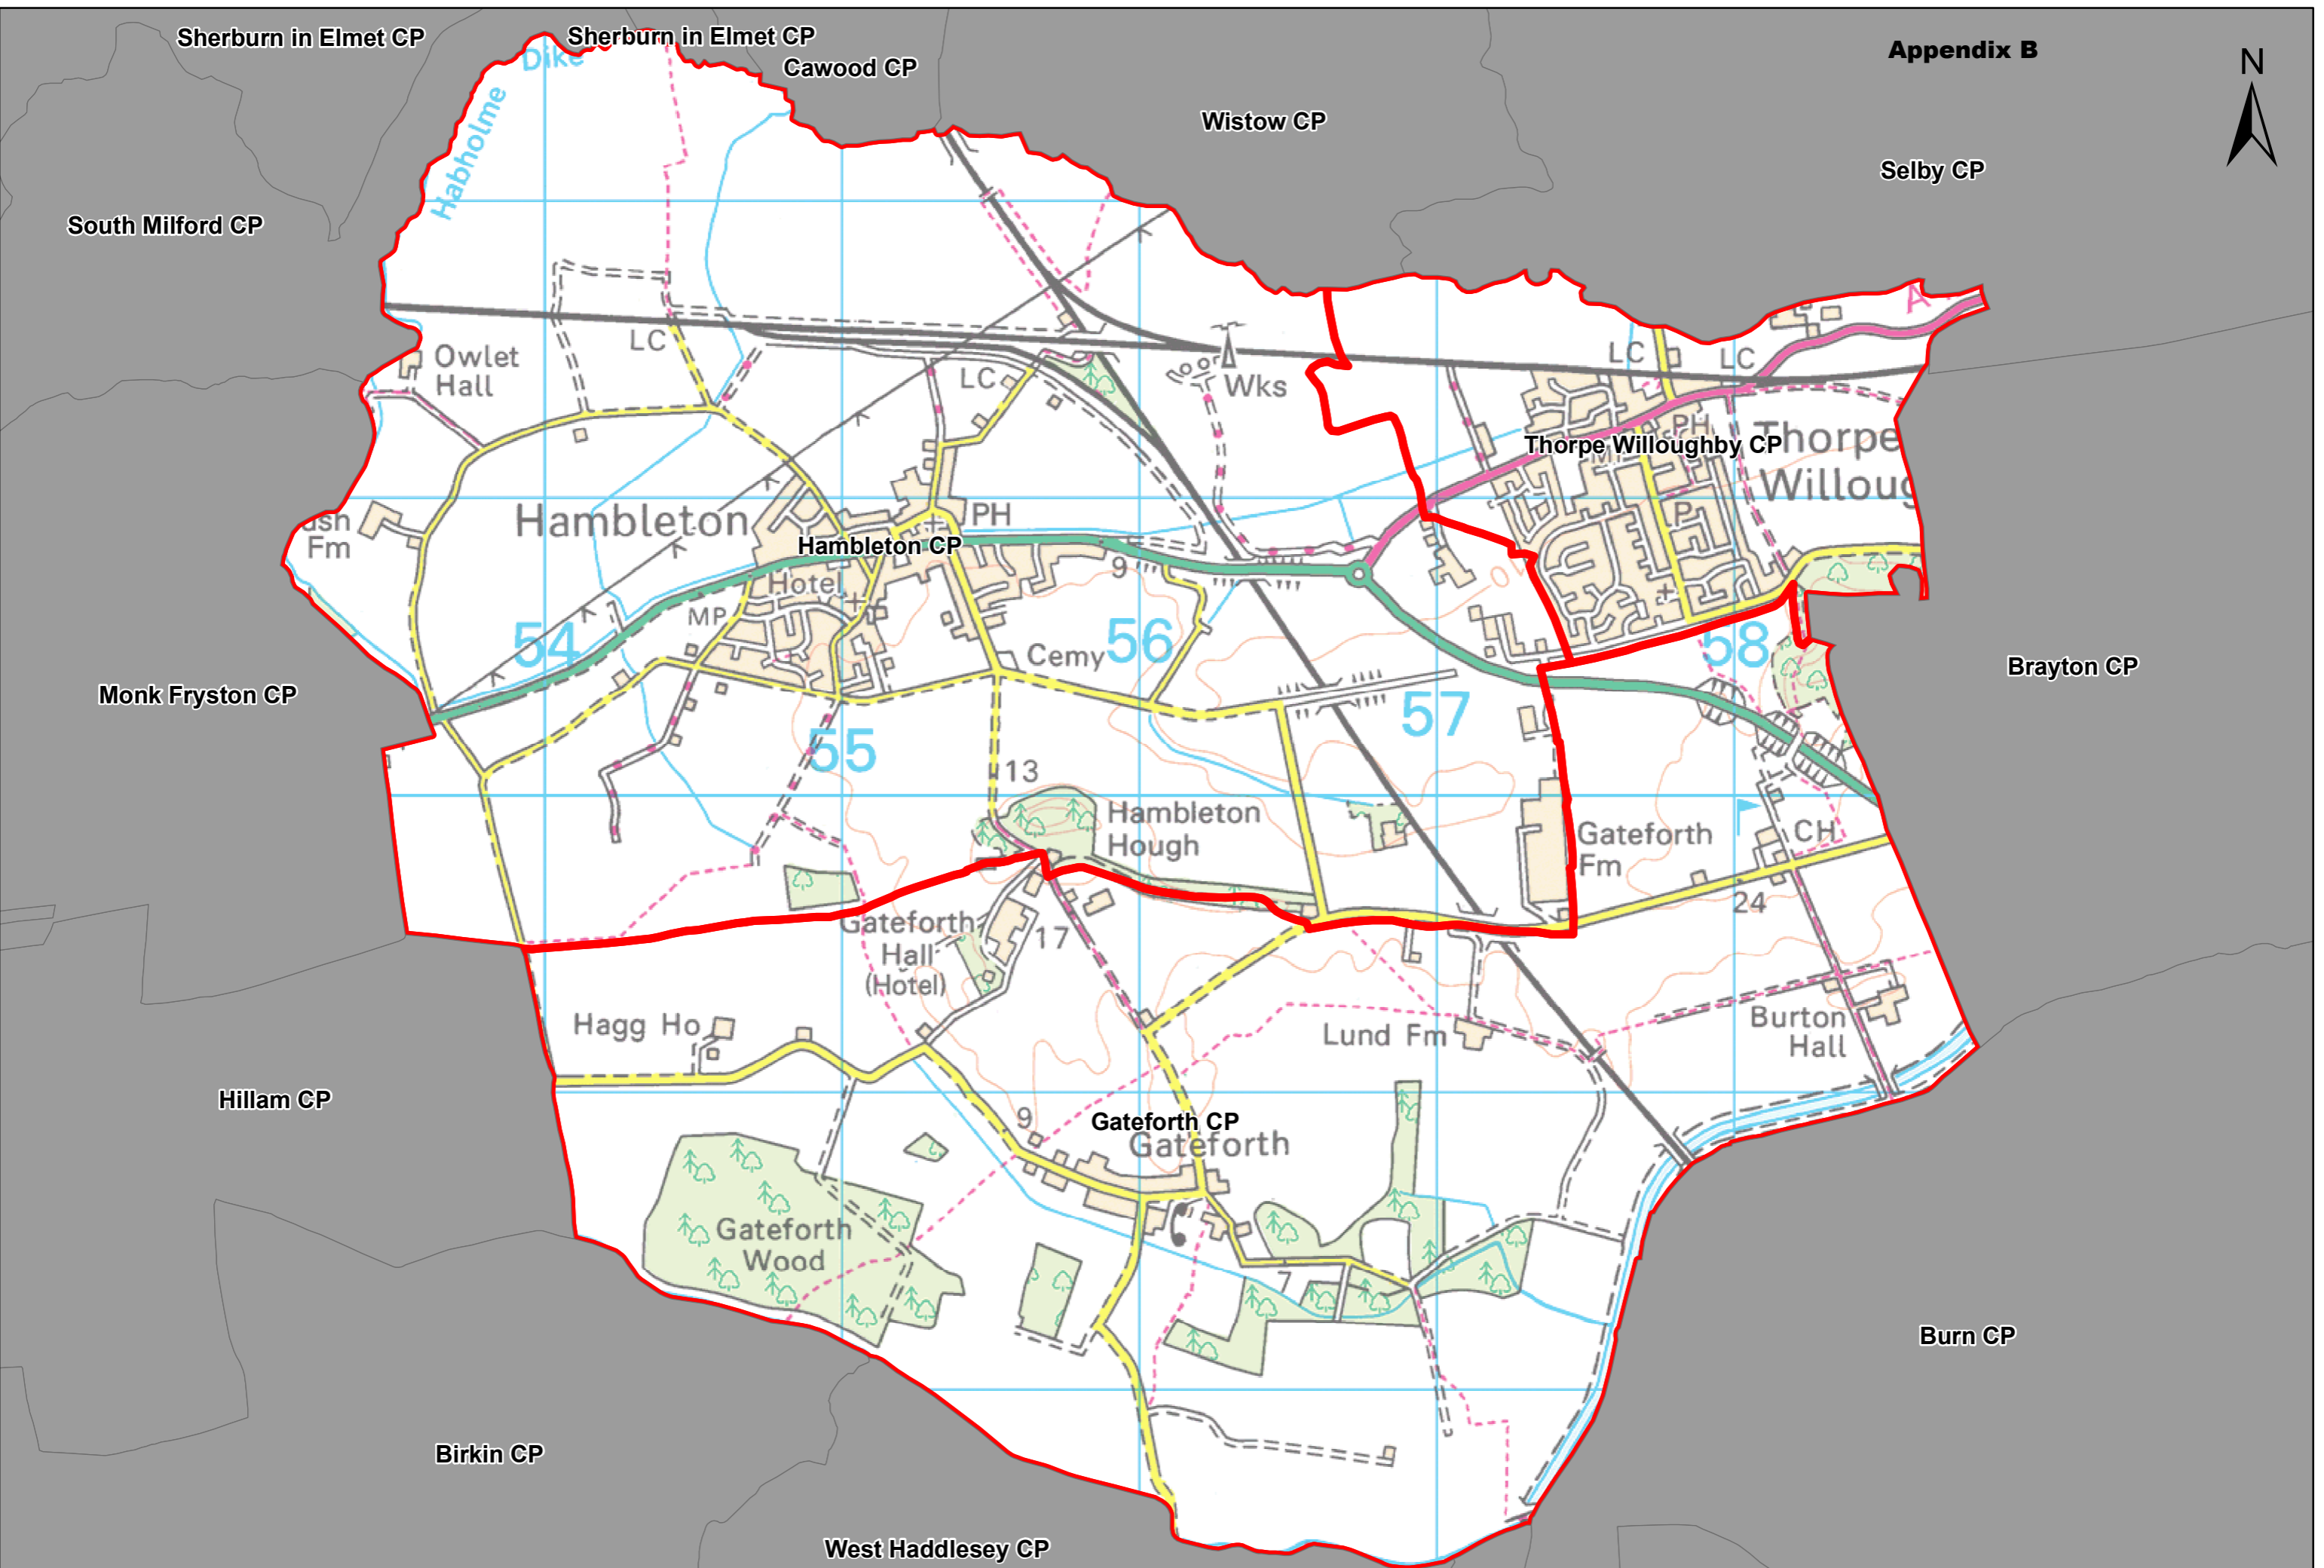 Sherburn in Elmet CP
Sherburn in Elmet CP
Cawood CP
Appendix B
N
Dike
Habholme
Wistow CP
Selby CP
South Milford CP
A
LC
Owlet
Hall
LC
Wks
LC
LC
PH
Thorpe Willoughby CP
Thorpe
Willoug
P
Hambleton
PH
Hambleton CP
ush
Fm
Hotel
9
MP
54
56
58
Cemy
Brayton CP
Monk Fryston CP
57
55
13
Hambleton
Hough
Gateforth
Fm
CH
24
Gateforth
Hall
(Hotel)
17
Hagg Ho
Lund Fm
Burton
Hall
Hillam CP
9
Gateforth CP
Gateforth
Gateforth
Wood
7
Burn CP
Birkin CP
West Haddlesey CP